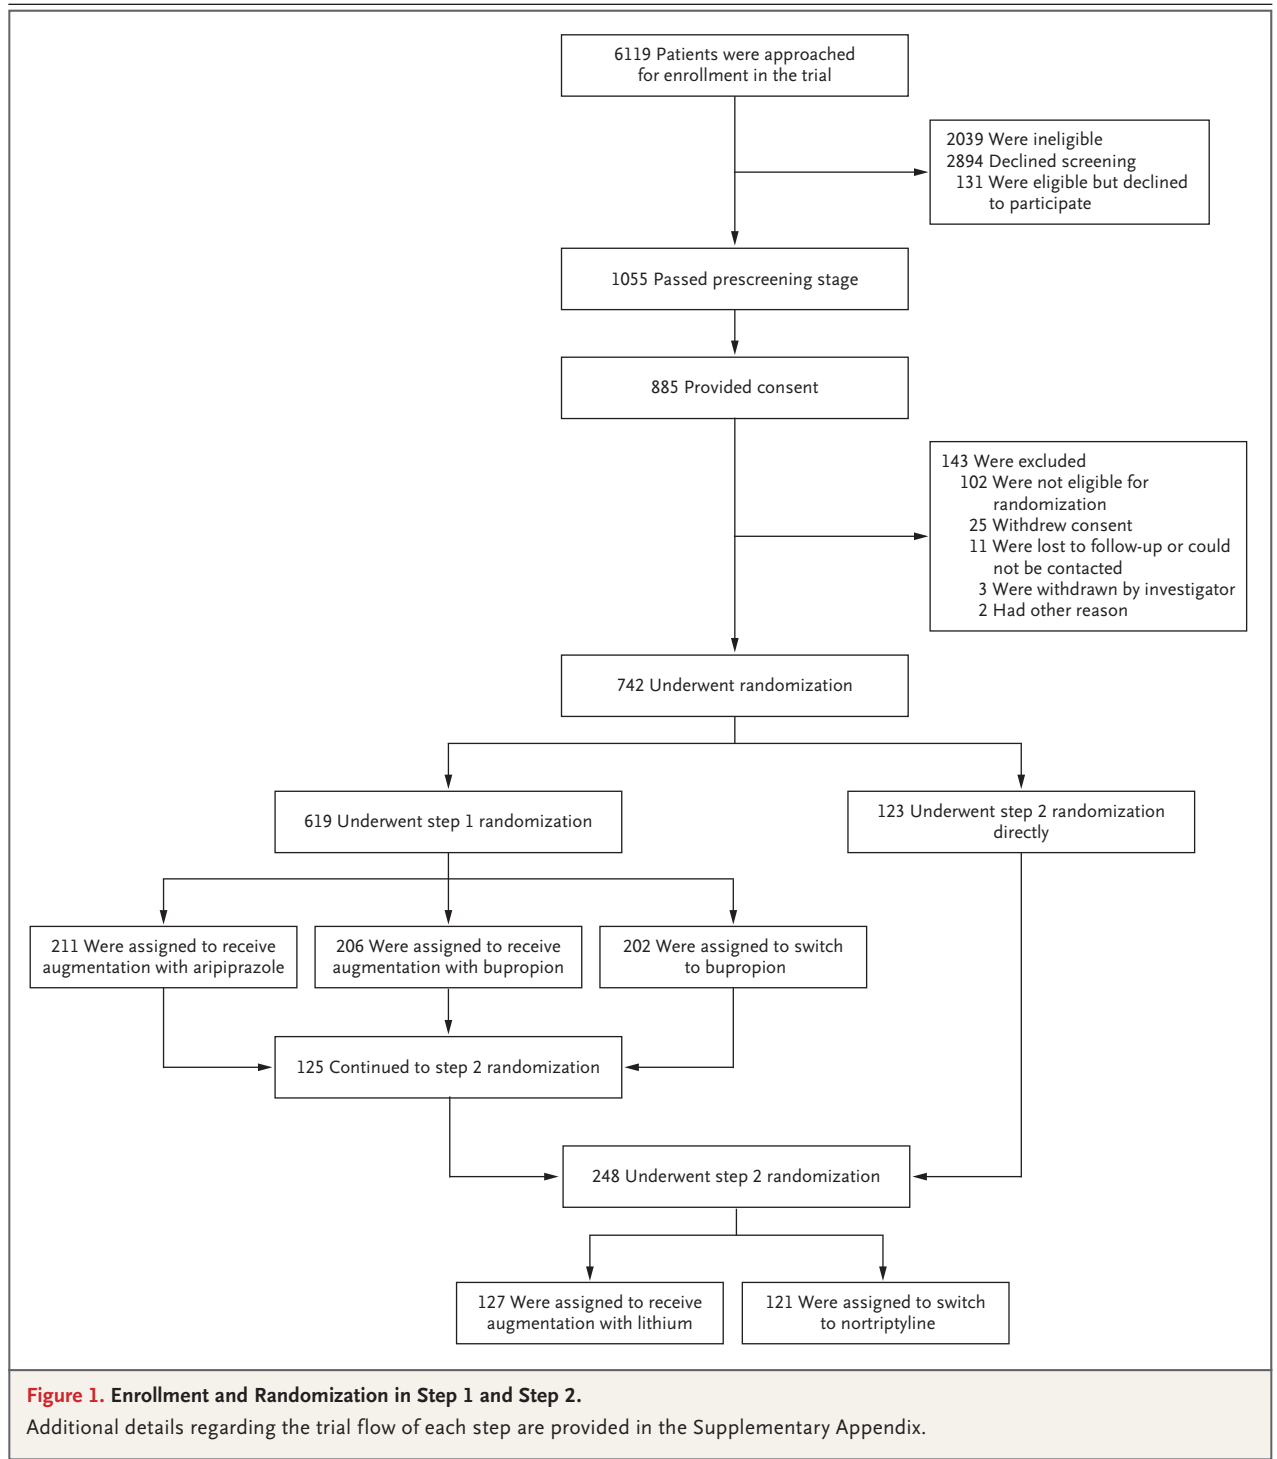 6119 Patients were approached
for enrollment in the trial
2039 Were ineligible
2894 Declined screening
131 Were eligible but declined
to participate
1055 Passed prescreening stage
885 Provided consent
143 Were excluded
102 Were not eligible for
randomization
25 Withdrew consent
11 Were lost to follow-up or could
not be contacted
3 Were withdrawn by investigator
2 Had other reason
742 Underwent randomization
619 Underwent step 1 randomization
123 Underwent step 2 randomization
directly
211 Were assigned to receive
augmentation with aripiprazole
206 Were assigned to receive
augmentation with bupropion
202 Were assigned to switch
to bupropion
125 Continued to step 2 randomization
248 Underwent step 2 randomization
127 Were assigned to receive
augmentation with lithium
121 Were assigned to switch
to nortriptyline
Figure 1. Enrollment and Randomization in Step 1 and Step 2.
Additional details regarding the trial flow of each step are provided in the Supplementary Appendix.